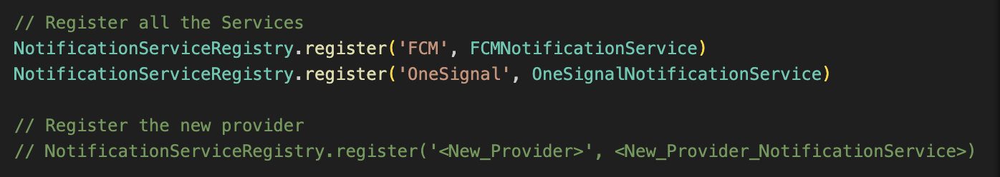 // Register all the Services
NotificationServiceRegistry.register('FCM', FCMNotificationService)
NotificationServiceRegistry.register('OneSignal', OneSignalNotificationService)
// Register the new provider
// NotificationServiceRegistry.register('<New_Provider>', <New_Provider_NotificationService>)